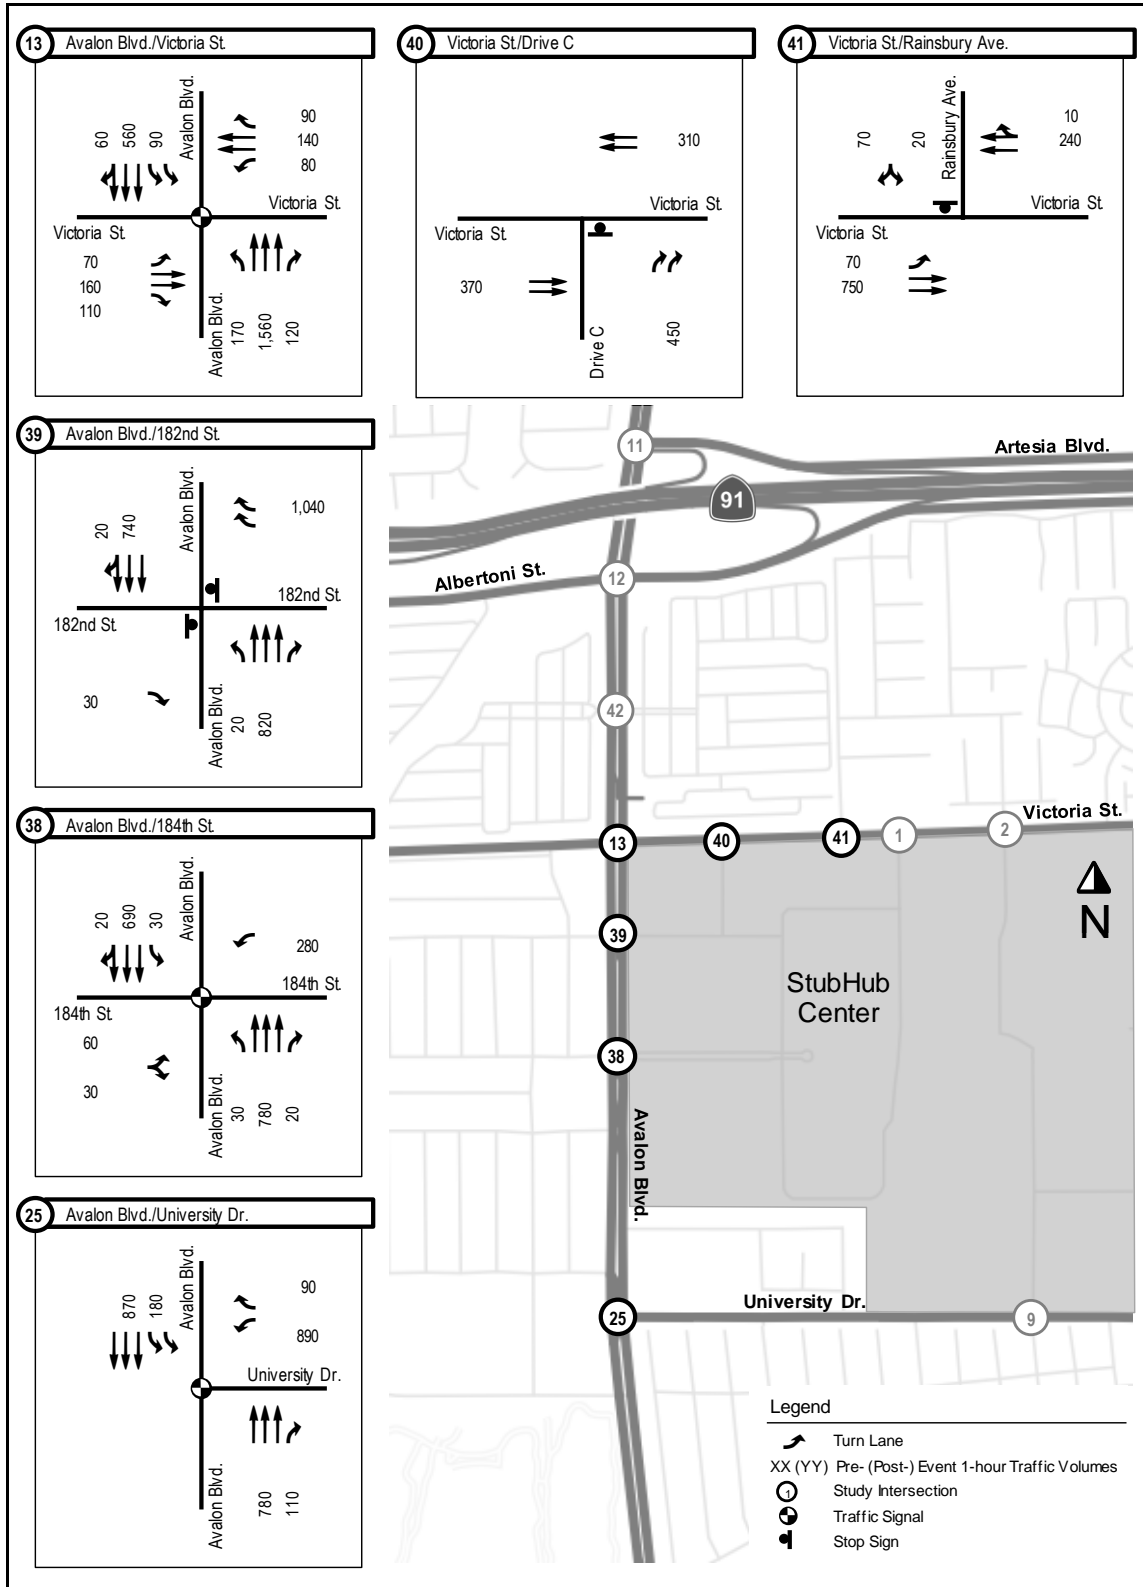 13 Avalon Blvd./Victoria St.
Avalon Blvd.
60 560 90
90
140
80
Victoria St.
Victoria St.
70
160
110
Avalon Blvd.
170 1,560 120
40 Victoria St./Drive C
310
Victoria St.
Victoria St.
370
Drive C
450
41 Victoria St./Rainsbury Ave.
Rainsbury Ave.
70 20
10
240
Victoria St.
Victoria St.
70
750
39 Avalon Blvd./182nd St.
Avalon Blvd.
20 740
1,040
182nd St.
182nd St.
30
Avalon Blvd.
20 820
38 Avalon Blvd./184th St.
Avalon Blvd.
20 690 30
280
184th St.
184th St.
60
30
Avalon Blvd.
30 780 20
25 Avalon Blvd./University Dr.
Avalon Blvd.
870 180
90
890
University Dr.
Avalon Blvd.
780 110
11
Artesia Blvd.
91
Albertoni St.
12
42
Victoria St.
13 40 41 1 2
N
39
StubHub
Center
38
Avalon Blvd.
University Dr.
25 9
Legend
Turn Lane
XX (YY) Pre- (Post-) Event 1-hour Traffic Volumes
1 Study Intersection
Traffic Signal
Stop Sign